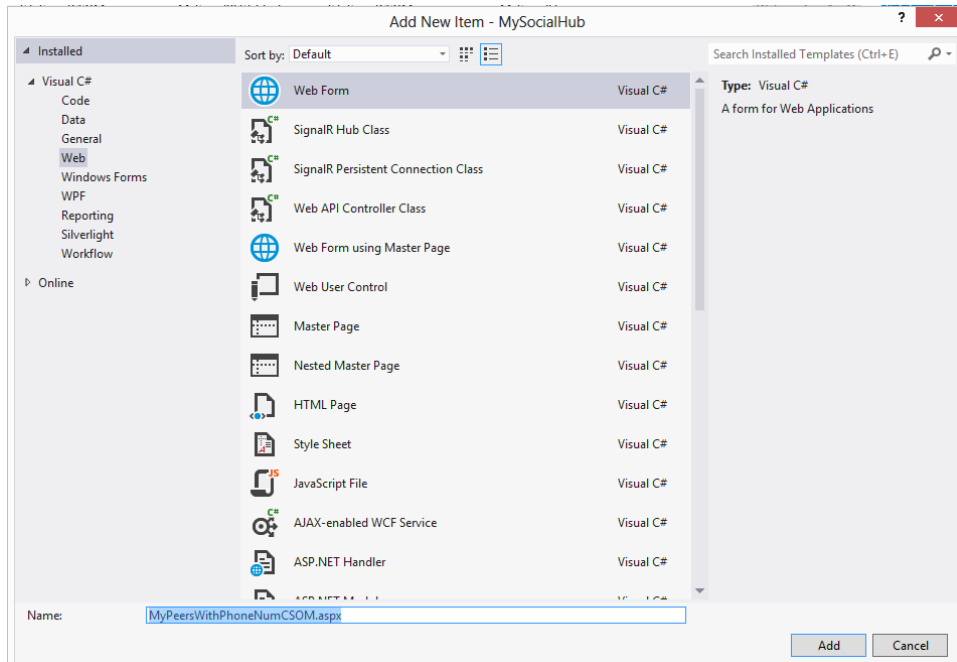 Add New Item - MySocialHub
?
Installed
Sort by: Default
Search Installed Templates (Ctrl+E)
Visual C#
Code
Data
General
Web
Windows Forms
WPF
Reporting
Silverlight
Workflow
Online
Web Form Visual C#
C# SignalR Hub Class Visual C#
C# SignalR Persistent Connection Class Visual C#
C# Web API Controller Class Visual C#
Web Form using Master Page Visual C#
Web User Control Visual C#
Master Page Visual C#
Nested Master Page Visual C#
HTML Page Visual C#
Style Sheet Visual C#
JS JavaScript File Visual C#
C# AJAX-enabled WCF Service Visual C#
ASP.NET Handler Visual C#
Type: Visual C#
A form for Web Applications
Name: MyPeersWithPhoneNumCSOM.aspx
Add
Cancel